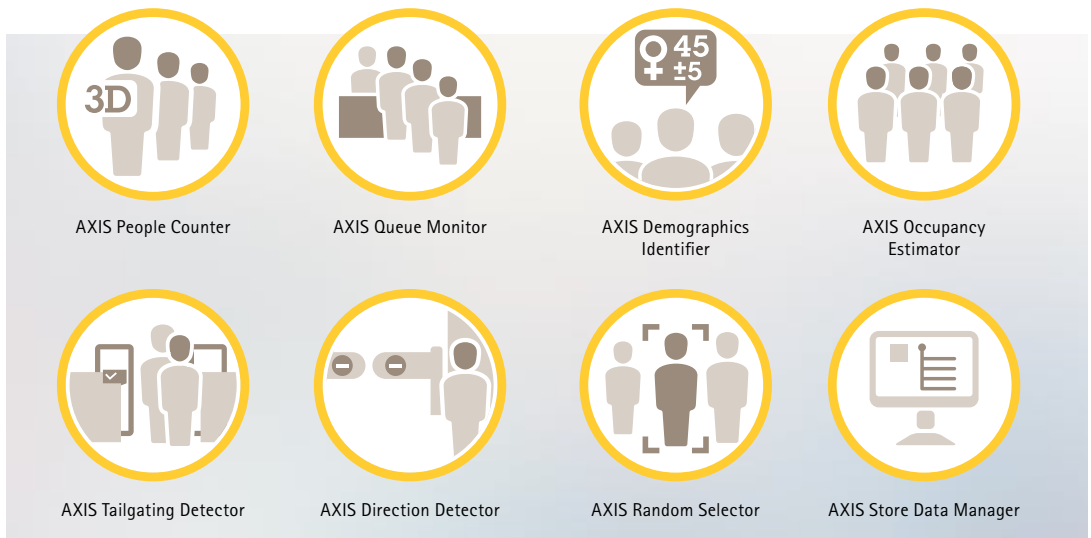 3D
♀ 45
±5
AXIS People Counter
AXIS Queue Monitor
AXIS Demographics
Identifier
AXIS Occupancy
Estimator
AXIS Tailgating Detector
AXIS Direction Detector
AXIS Random Selector
AXIS Store Data Manager